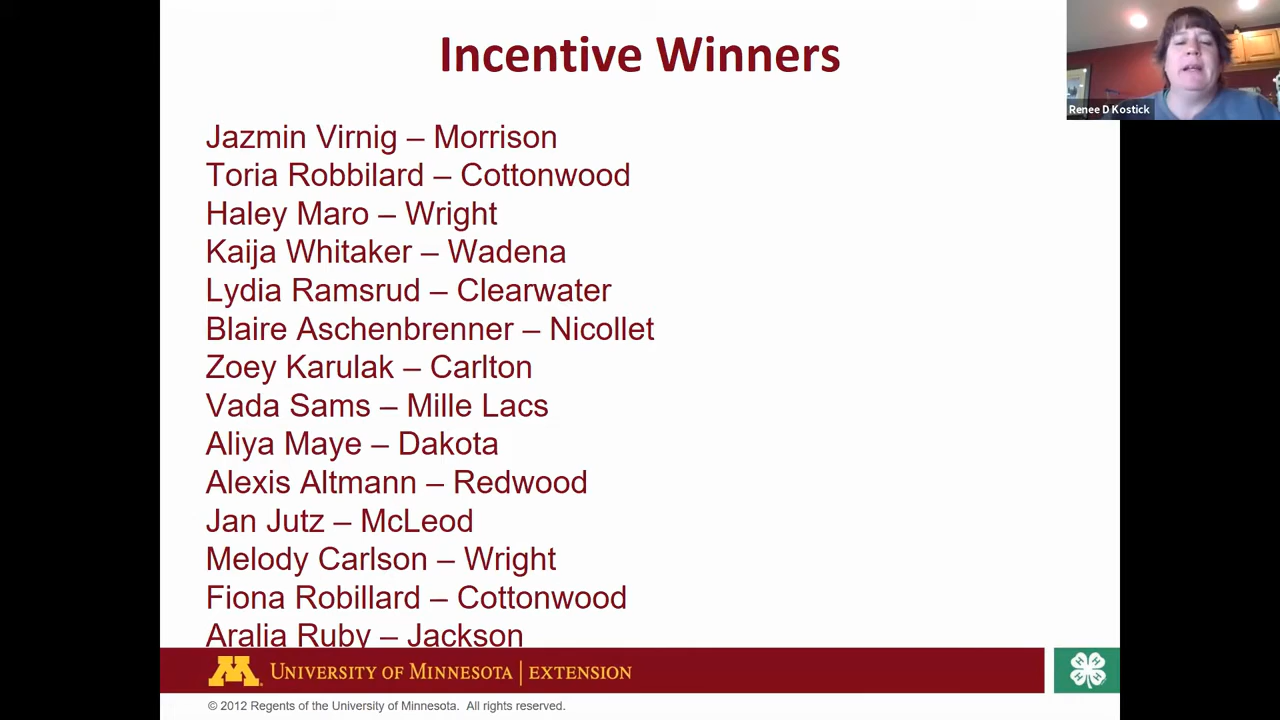 Incentive Winners
Renee D Kostick
Jazmin Virnig – Morrison
Toria Robbilard – Cottonwood
Haley Maro – Wright
Kaija Whitaker – Wadena
Lydia Ramsrud – Clearwater
Blaire Aschenbrenner – Nicollet
Zoey Karulak – Carlton
Vada Sams – Mille Lacs
Aliya Maye – Dakota
Alexis Altmann – Redwood
Jan Jutz – McLeod
Melody Carlson – Wright
Fiona Robillard – Cottonwood
Aralia Ruby – Jackson
M UNIVERSITY OF MINNESOTA | EXTENSION
H H H H
© 2012 Regents of the University of Minnesota. All rights reserved.